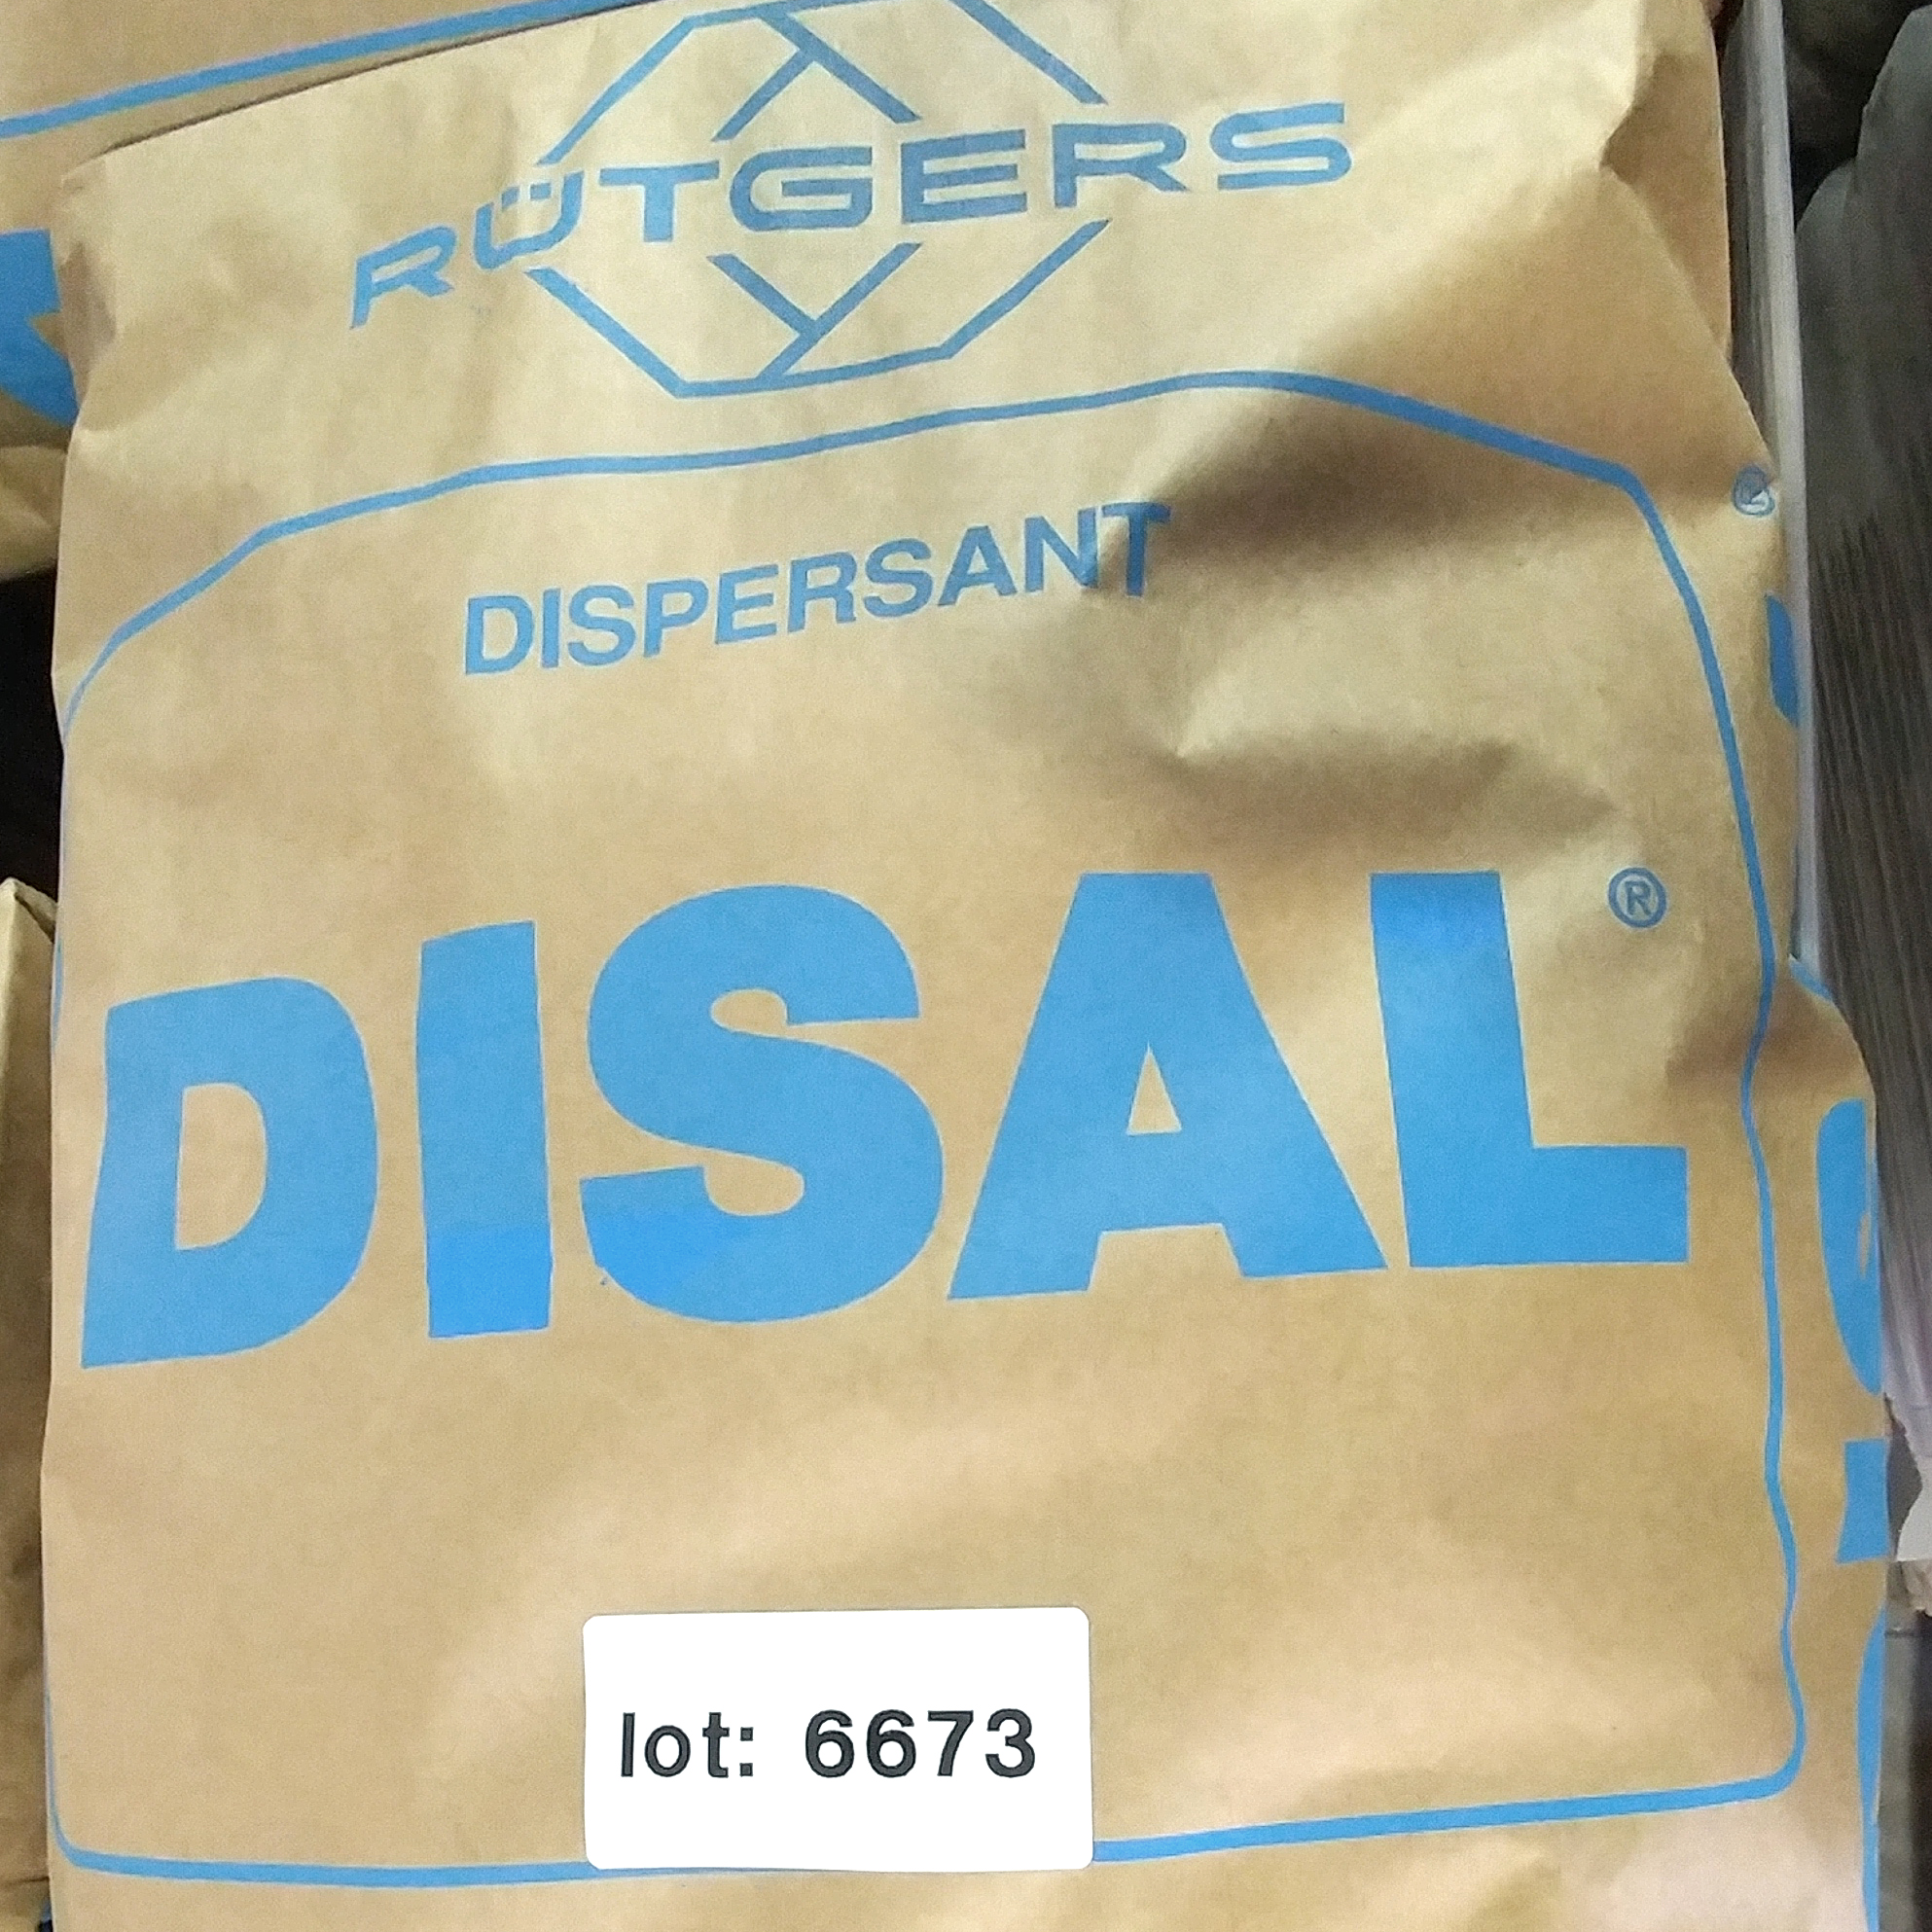 RÜTGERS
DISPERSANT
DISAL®
lot: 6673